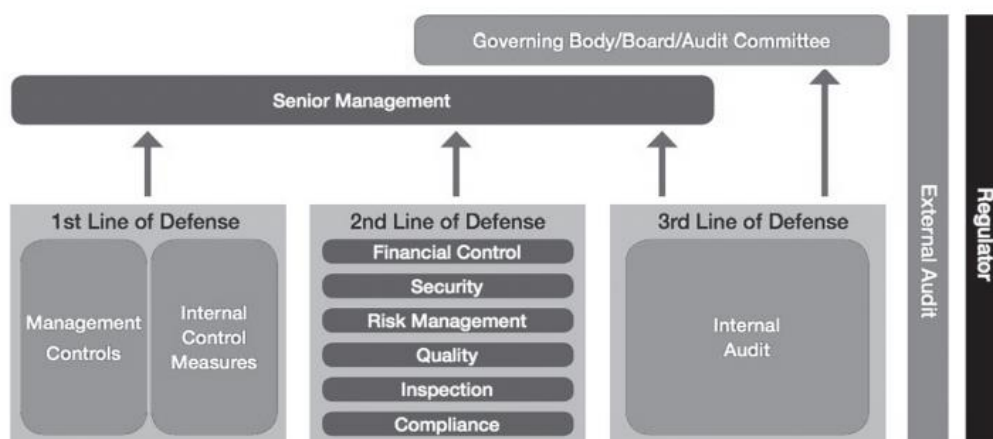 Governing Body/Board/Audit Committee
Senior Management
1st Line of Defense
Management
Controls
Internal
Control
Measures
2nd Line of Defense
Financial Control
Security
Risk Management
Quality
Inspection
Compliance
3rd Line of Defense
Internal
Audit
External Audit
Regulator